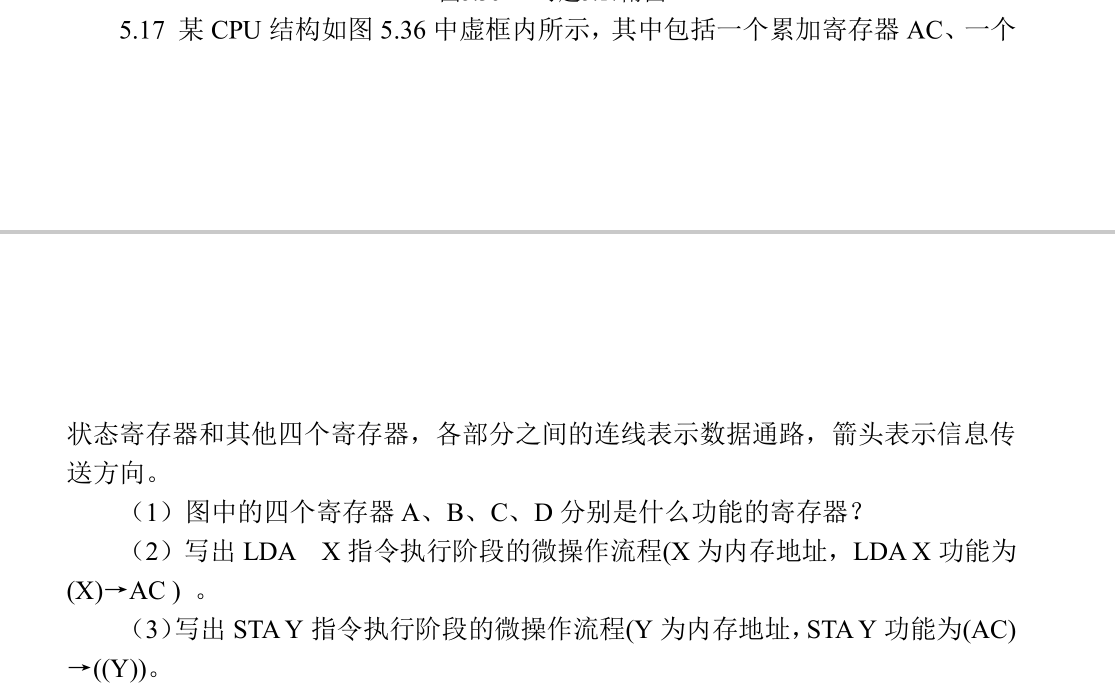 5.17 某 CPU 结构如图 5.36 中虚框内所示，其中包括一个累加寄存器 AC、一个
状态寄存器和其他四个寄存器，各部分之间的连线表示数据通路，箭头表示信息传
送方向。
（1）图中的四个寄存器 A、B、C、D 分别是什么功能的寄存器？
（2）写出 LDA X 指令执行阶段的微操作流程(X 为内存地址，LDA X 功能为
(X)→AC ) 。
（3)写出 STA Y 指令执行阶段的微操作流程(Y 为内存地址，STA Y 功能为(AC)
→((Y))。